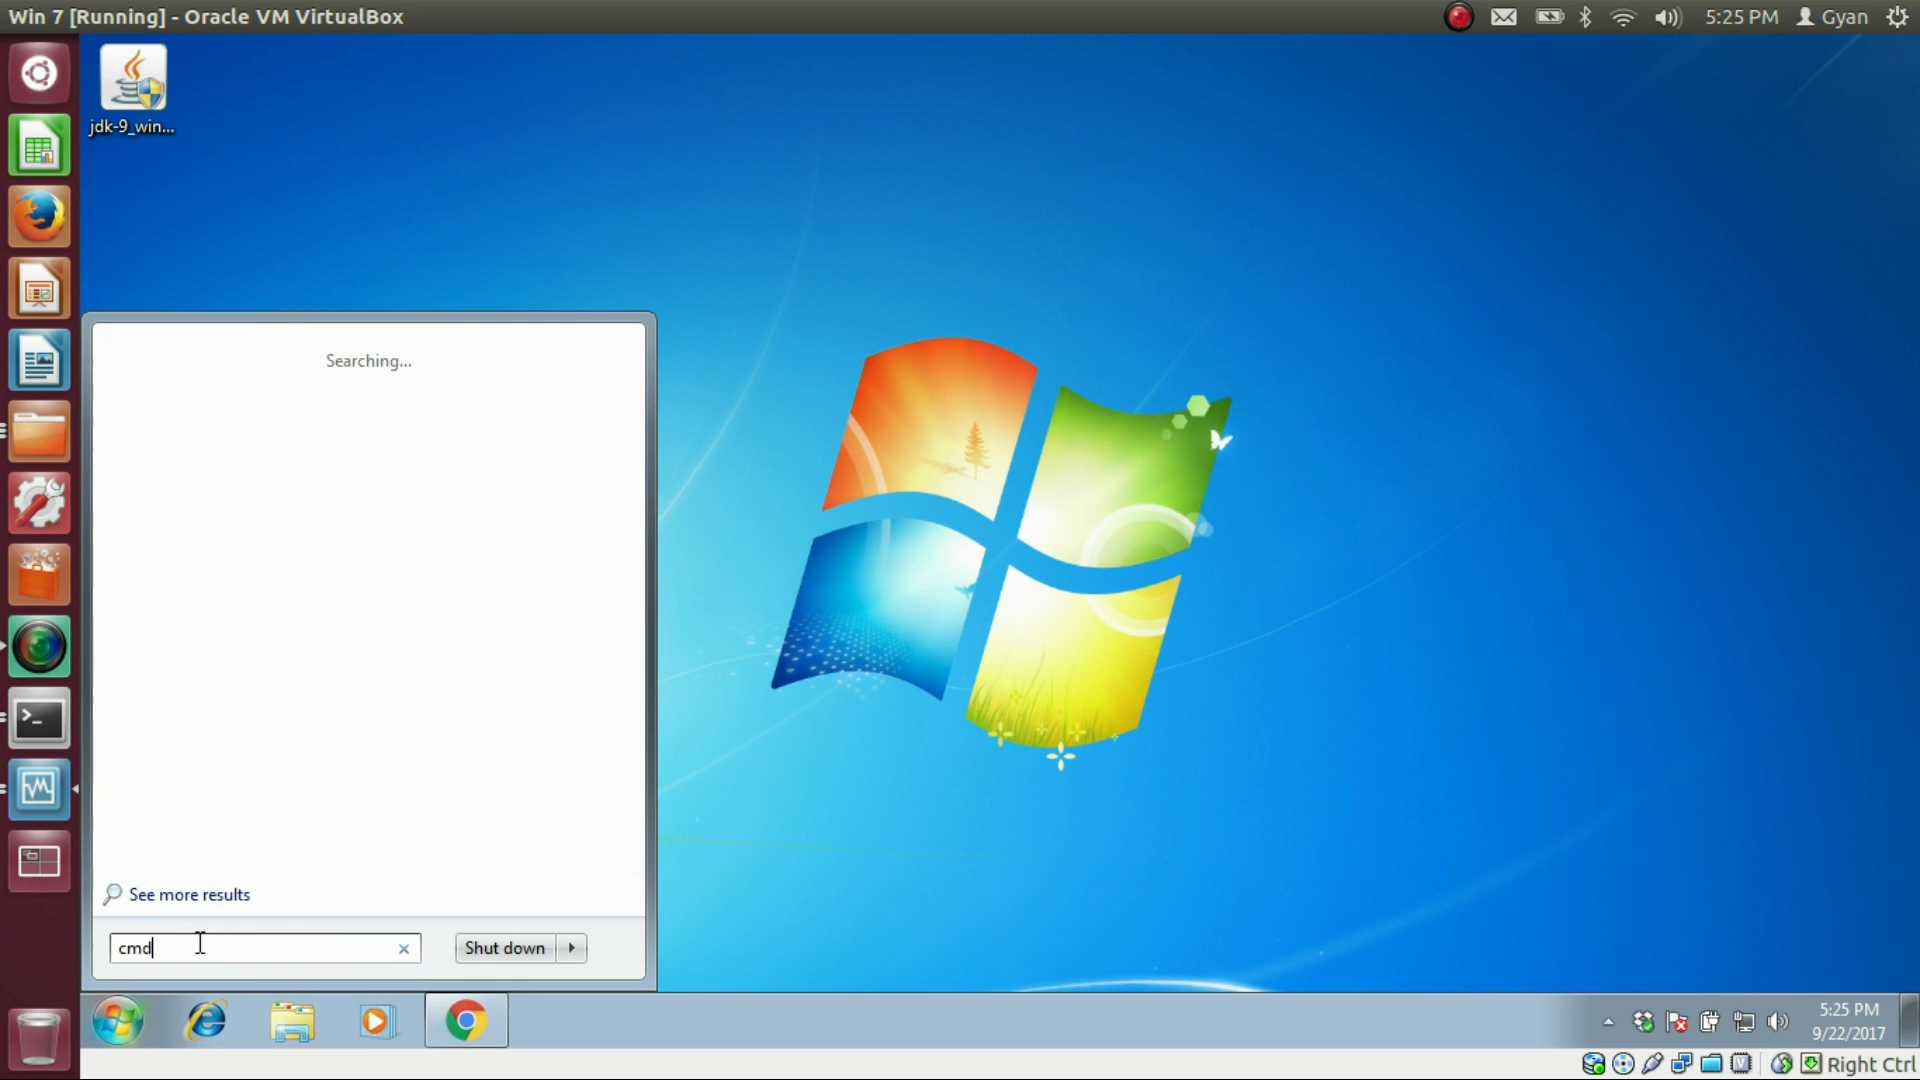 Win 7 [Running] - Oracle VM VirtualBox
5:25 PM
Gyan
jdk-9_win...
Searching...
See more results
cmd
Shut down
5:25 PM
9/22/2017
Right Ctrl